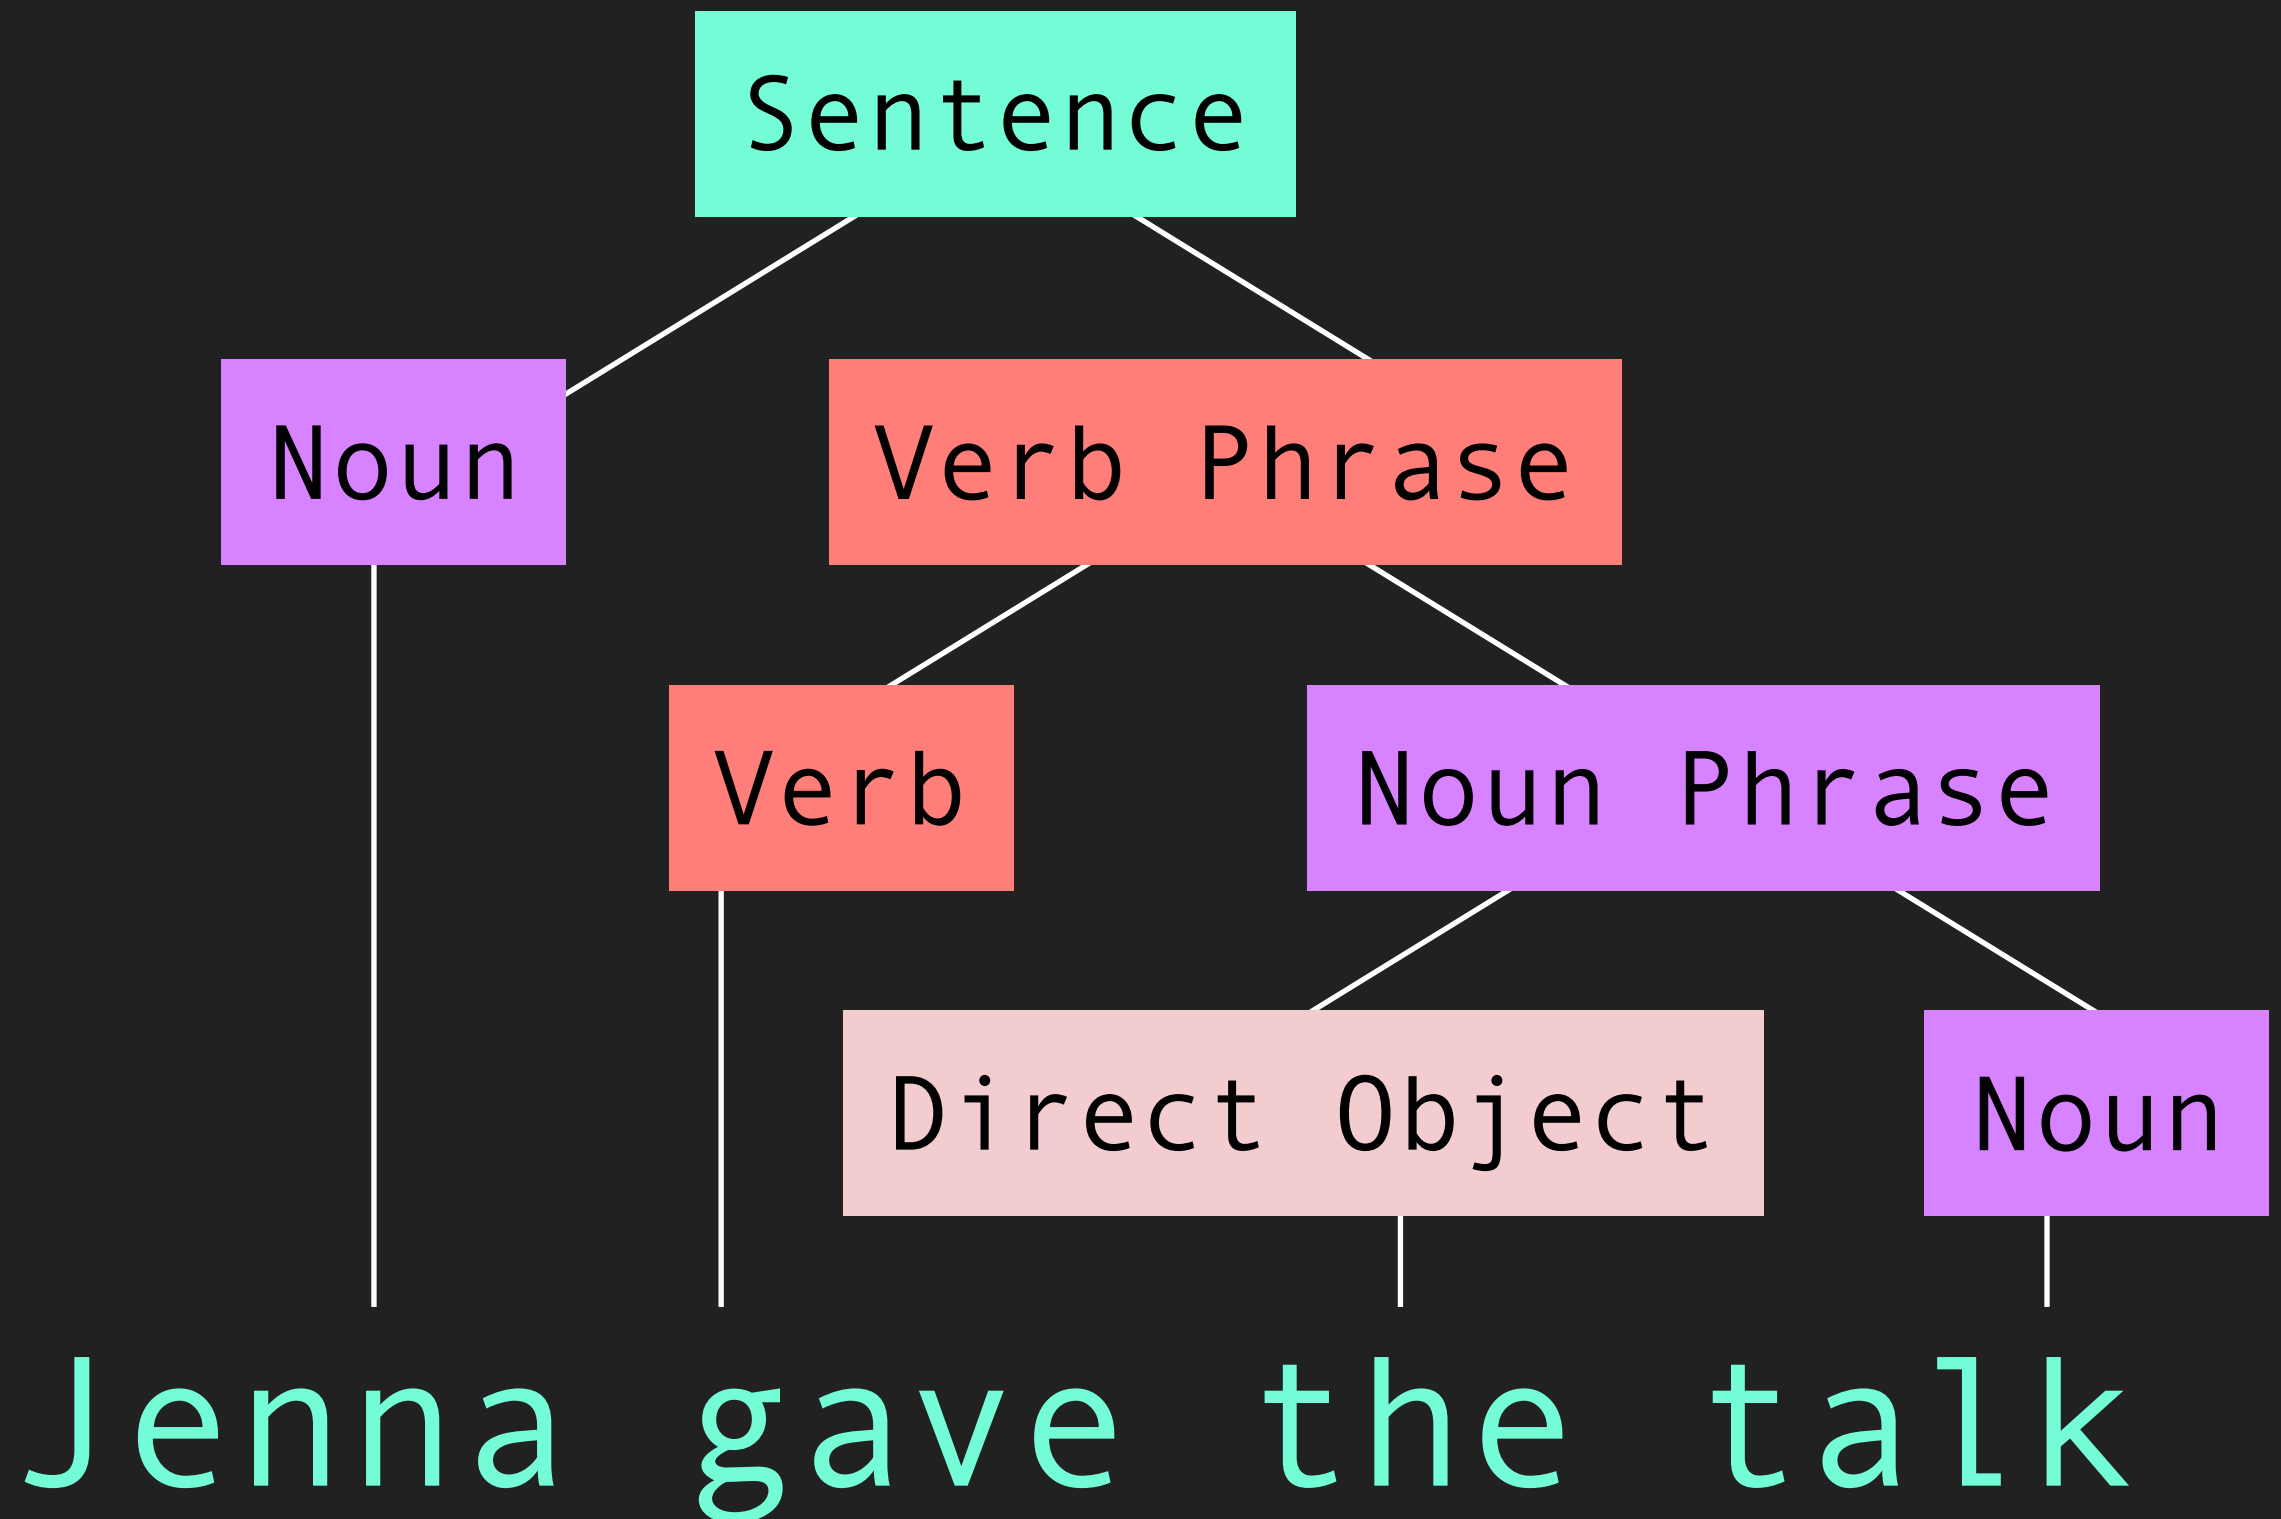 Sentence
Noun Verb Phrase
Verb Noun Phrase
Direct Object Noun
Jenna gave the talk